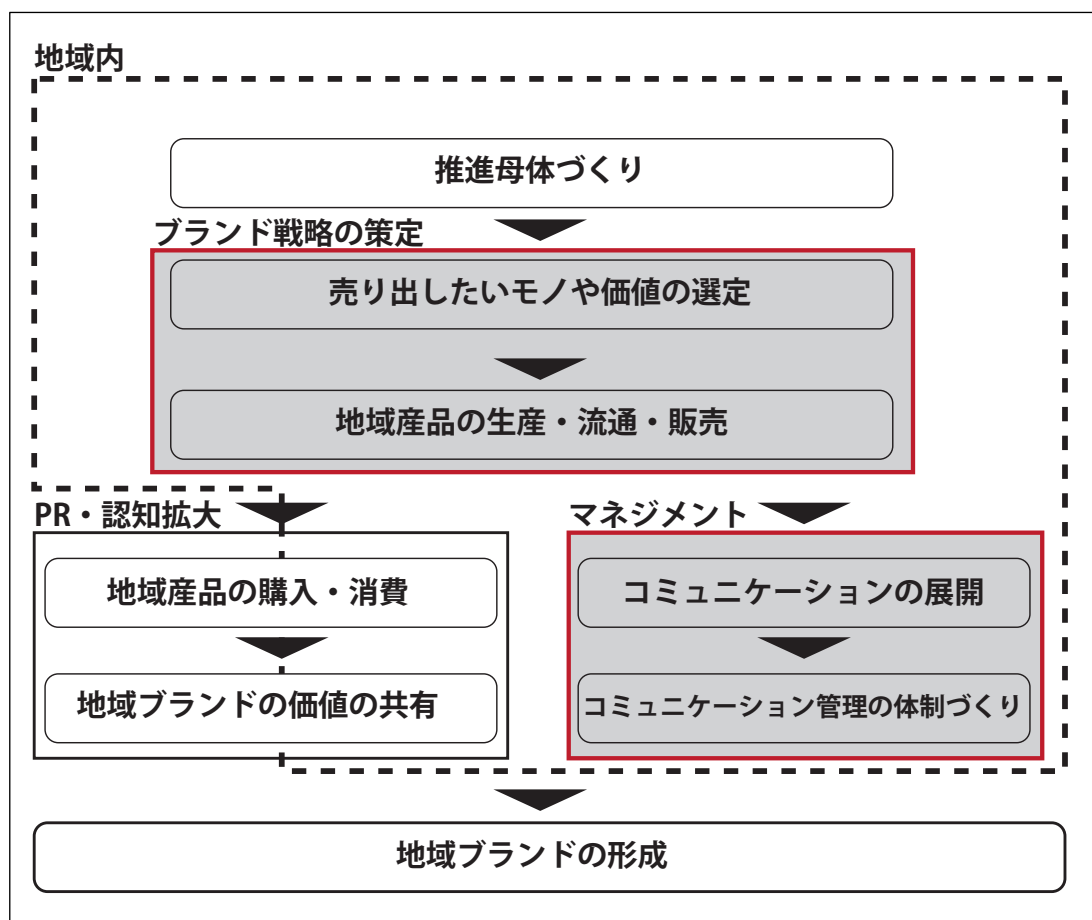 地域内
推進母体づくり
ブランド戦略の策定
売り出したいモノや価値の選定
地域産品の生産・流通・販売
PR・認知拡大
地域産品の購入・消費
地域ブランドの価値の共有
マネジメント
コミュニケーションの展開
コミュニケーション管理の体制づくり
地域ブランドの形成